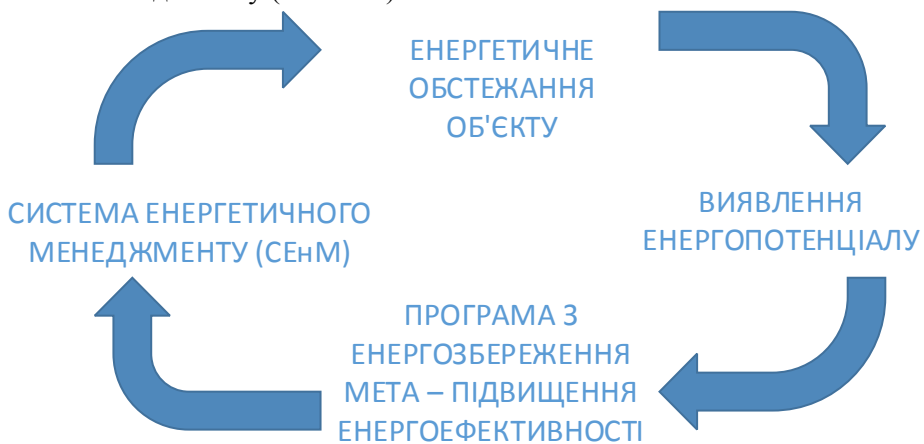 ЕНЕРГЕТИЧНЕ
ОБСТЕЖАННЯ
ОБ'ЄКТУ
ВИЯВЛЕННЯ
ЕНЕРГОПОТЕНЦІАЛУ
ПРОГРАМА З
ЕНЕРГОЗБЕРЕЖЕННЯ
МЕТА – ПІДВИЩЕННЯ
ЕНЕРГОЕФЕКТИВНОСТІ
СИСТЕМА ЕНЕРГЕТИЧНОГО
МЕНЕДЖМЕНТУ (СЕнМ)